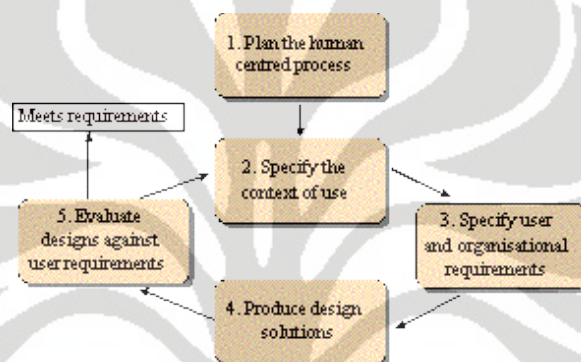 1. Plan the human
centred process
Meets requirements
2. Specify the
context of use
5. Evaluate
designs against
user requirements
3. Specify user
and organisational
requirements
4. Produce design
solutions